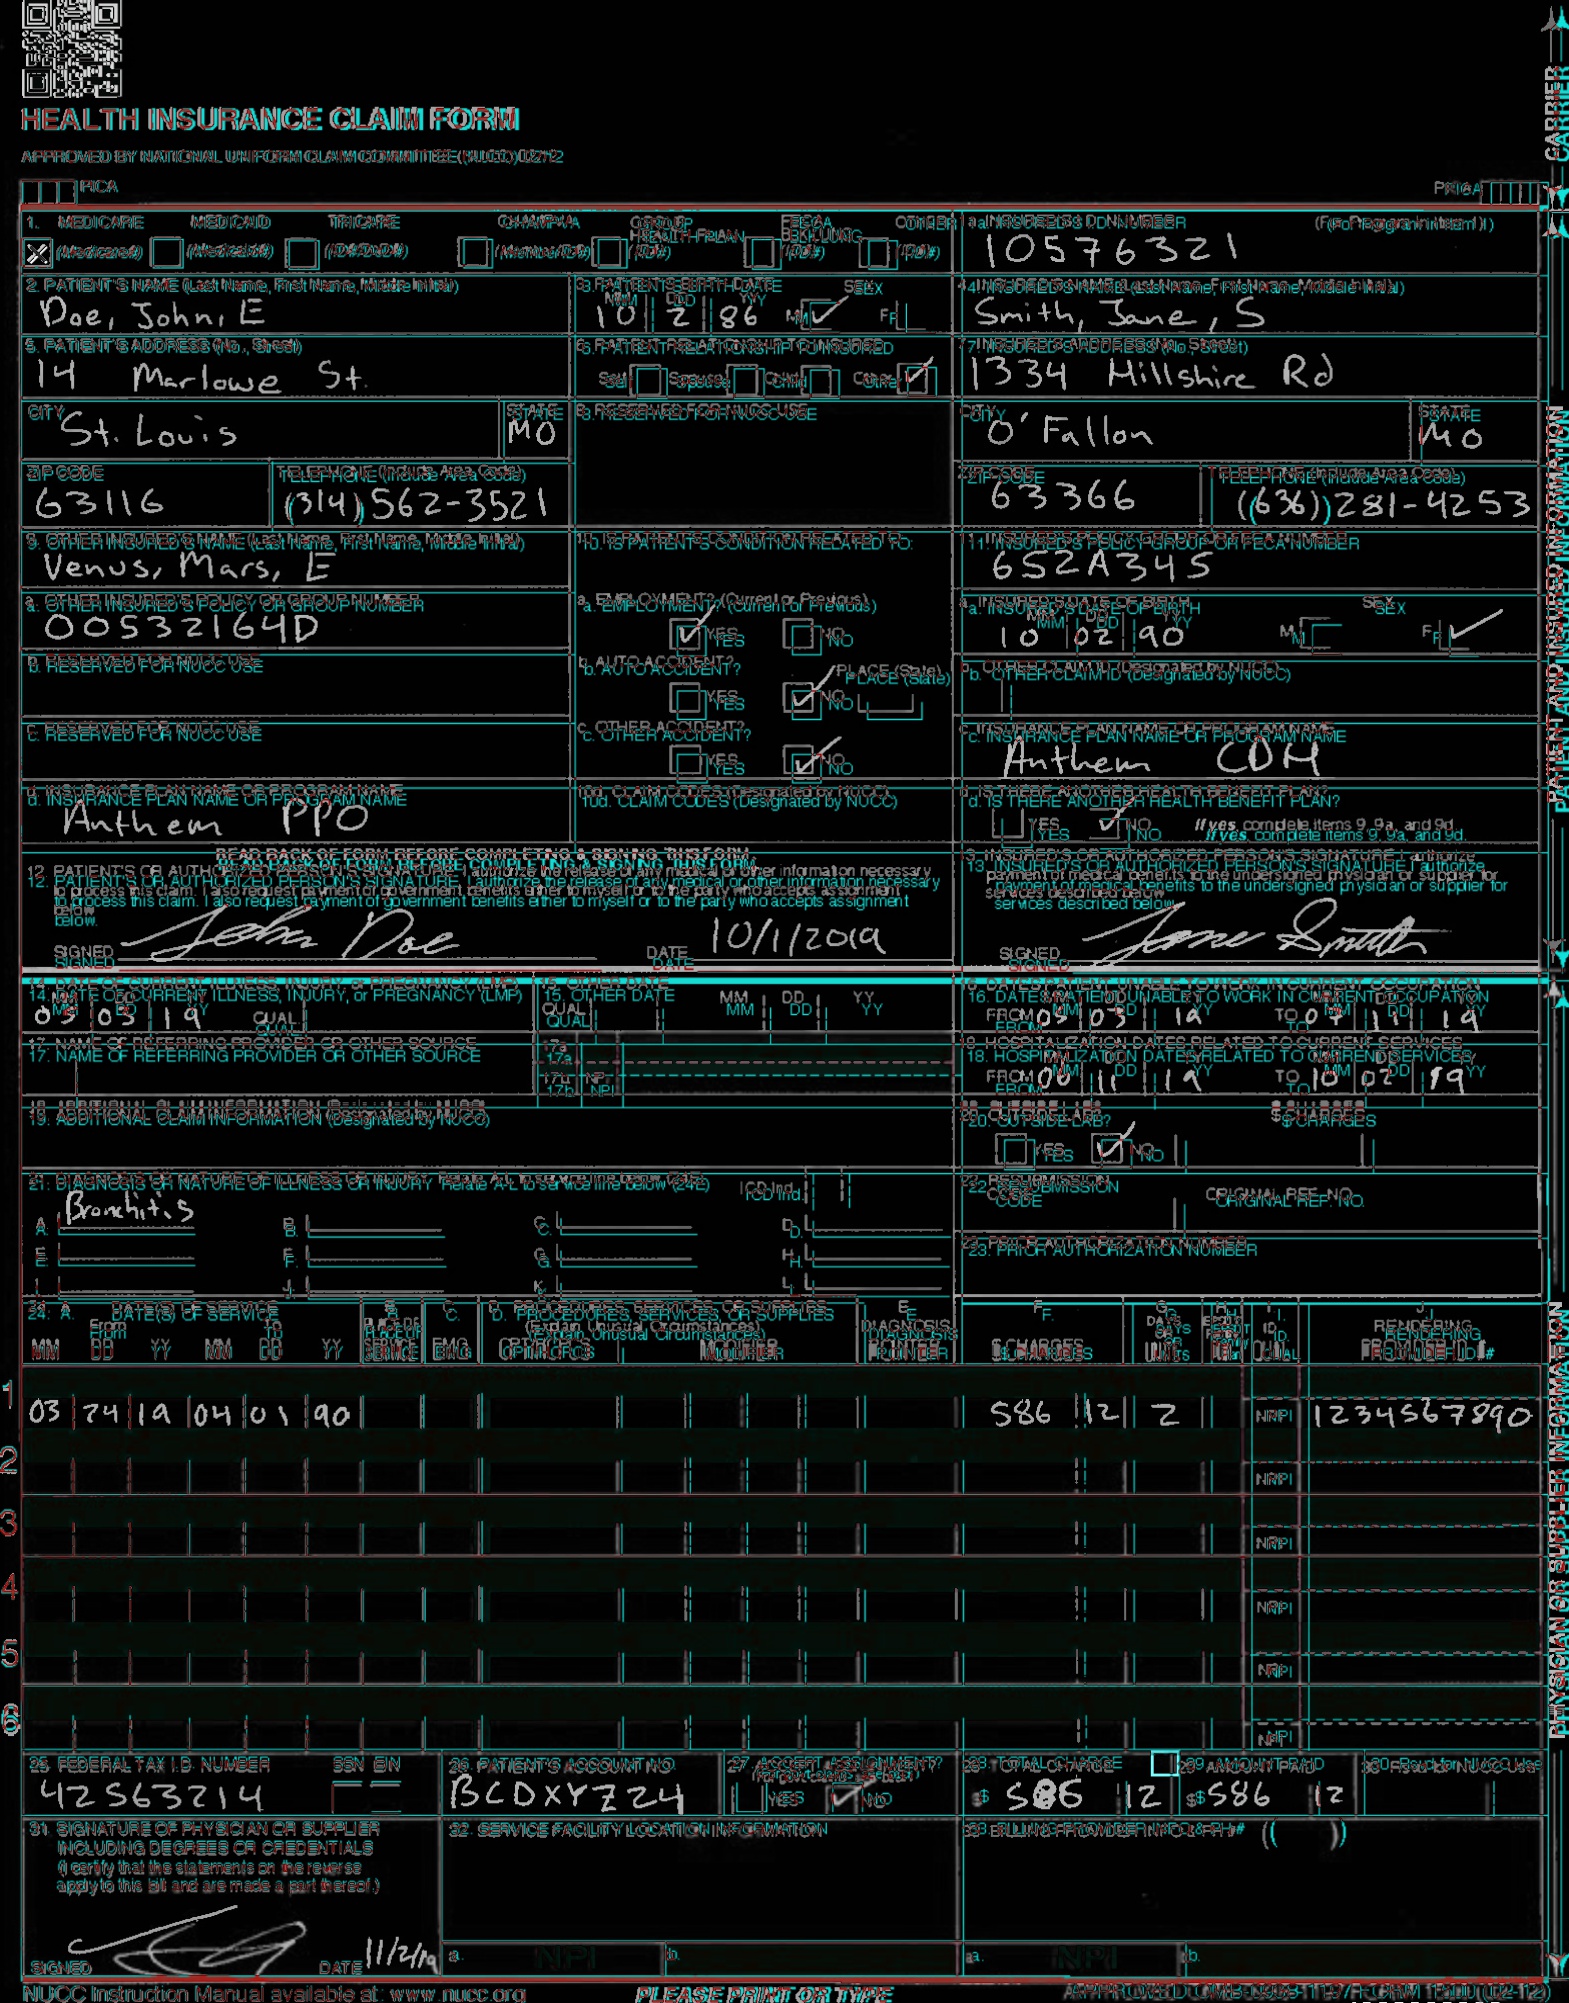 HEALTH INSURANCE CLAIM FORM
APPROVED BY NATIONAL UNIFORM CLAIM COMMITTEE (NUCC) 02/12
PICA PICA
CARRIER
1. MEDICARE MEDICAID TRICARE CHAMPVA GROUP HEALTH PLAN FECA BLK LUNG OTHER 1a. INSURED'S I.D. NUMBER (For Program in Item 1)
(Medicare#) (Medicaid#) (ID#/DoD#) (Member ID#) (ID#) (ID#) (ID#) 10576321
2. PATIENT'S NAME (Last Name, First Name, Middle Initial) 3. PATIENT'S BIRTH DATE SEX 4. INSURED'S NAME (Last Name, First Name, Middle Initial)
MM DD YY
Doe, John, E 10 2 86 M F Smith, Jane, S
5. PATIENT'S ADDRESS (No., Street) 6. PATIENT RELATIONSHIP TO INSURED 7. INSURED'S ADDRESS (No., Street)
14 Marlowe St. Self Spouse Child Other 1334 Hillshire Rd
CITY STATE 8. RESERVED FOR NUCC USE CITY STATE
St. Louis MO O'Fallon MO
ZIP CODE TELEPHONE (Include Area Code) ZIP CODE TELEPHONE (Include Area Code)
63116 (314) 562-3521 63366 (636) 281-4253
9. OTHER INSURED'S NAME (Last Name, First Name, Middle Initial) 10. IS PATIENT'S CONDITION RELATED TO: 11. INSURED'S POLICY GROUP OR FECA NUMBER
Venus, Mars, E 652A345
a. OTHER INSURED'S POLICY OR GROUP NUMBER a. EMPLOYMENT? (Current or Previous) a. INSURED'S DATE OF BIRTH SEX
MM DD YY
00532164D YES NO 10 02 90 M F
b. RESERVED FOR NUCC USE b. AUTO ACCIDENT? PLACE (State) b. OTHER CLAIM ID (Designated by NUCC)
YES NO
c. RESERVED FOR NUCC USE c. OTHER ACCIDENT? c. INSURANCE PLAN NAME OR PROGRAM NAME
YES NO Anthem CDH
d. INSURANCE PLAN NAME OR PROGRAM NAME 10d. CLAIM CODES (Designated by NUCC) d. IS THERE ANOTHER HEALTH BENEFIT PLAN?
Anthem PPO YES NO If yes, complete items 9, 9a, and 9d.
PATIENT AND INSURED INFORMATION
READ BACK OF FORM BEFORE COMPLETING & SIGNING THIS FORM.
12. PATIENT'S OR AUTHORIZED PERSON'S SIGNATURE I authorize the release of any medical or other information necessary
to process this claim. I also request payment of government benefits either to myself or to the party who accepts assignment
below.
SIGNED John Doe DATE 10/1/2019
13. INSURED'S OR AUTHORIZED PERSON'S SIGNATURE I authorize
payment of medical benefits to the undersigned physician or supplier for
services described below.
SIGNED Jane Smith
14. DATE OF CURRENT ILLNESS, INJURY, or PREGNANCY (LMP) 15. OTHER DATE 16. DATES PATIENT UNABLE TO WORK IN CURRENT OCCUPATION
MM DD YY QUAL. QUAL. MM DD YY MM DD YY MM DD YY
03 03 19 FROM 03 03 19 TO 07 11 19
17. NAME OF REFERRING PROVIDER OR OTHER SOURCE 17a. 18. HOSPITALIZATION DATES RELATED TO CURRENT SERVICES
17b. NPI MM DD YY MM DD YY
FROM 11 19 TO 10 02 19
19. ADDITIONAL CLAIM INFORMATION (Designated by NUCC) 20. OUTSIDE LAB? $ CHARGES
YES NO
21. DIAGNOSIS OR NATURE OF ILLNESS OR INJURY Relate A-L to service line below (24E) ICD Ind. 22. RESUBMISSION CODE ORIGINAL REF. NO.
A. Bronchitis B. C. D.
E. F. G. H. 23. PRIOR AUTHORIZATION NUMBER
I. J. K. L.
24. A. DATE(S) OF SERVICE B. C. D. PROCEDURES, SERVICES, OR SUPPLIES E. F. G. H. I. J.
From To PLACE OF (Explain Unusual Circumstances) DIAGNOSIS DAYS OR ID. RENDERING
MM DD YY MM DD YY SERVICE EMG CPT/HCPCS MODIFIER POINTER $ CHARGES UNITS QUAL. PROVIDER ID. #
1 03 24 19 04 01 90 586 12 2 NPI 1234567890
2 NPI
3 NPI
4 NPI
5 NPI
6 NPI
PHYSICIAN OR SUPPLIER INFORMATION
25. FEDERAL TAX I.D. NUMBER SSN EIN 26. PATIENT'S ACCOUNT NO. 27. ACCEPT ASSIGNMENT? 28. TOTAL CHARGE 29. AMOUNT PAID 30. Rsvd for NUCC Use
42563214 BCDXYZ24 YES NO $ 586 12 $ 586 12
31. SIGNATURE OF PHYSICIAN OR SUPPLIER 32. SERVICE FACILITY LOCATION INFORMATION 33. BILLING PROVIDER INFO & PH # ( )
INCLUDING DEGREES OR CREDENTIALS
(I certify that the statements on the reverse
apply to this bill and are made a part thereof.)
SIGNED DATE 11/2/19 a. NPI b. a. NPI b.
NUCC Instruction Manual available at: www.nucc.org PLEASE PRINT OR TYPE APPROVED OMB-0938-1197 FORM 1500 (02-12)